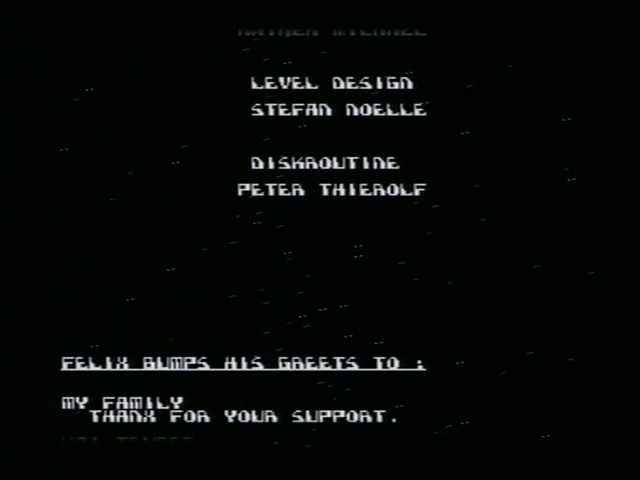 LEVEL DESIGN
STEFAN NOELLE
DISKROUTINE
PETER THIEROLF
FELIX BUMPS HIS GREETS TO :
MY FAMILY
THANX FOR YOUR SUPPORT.